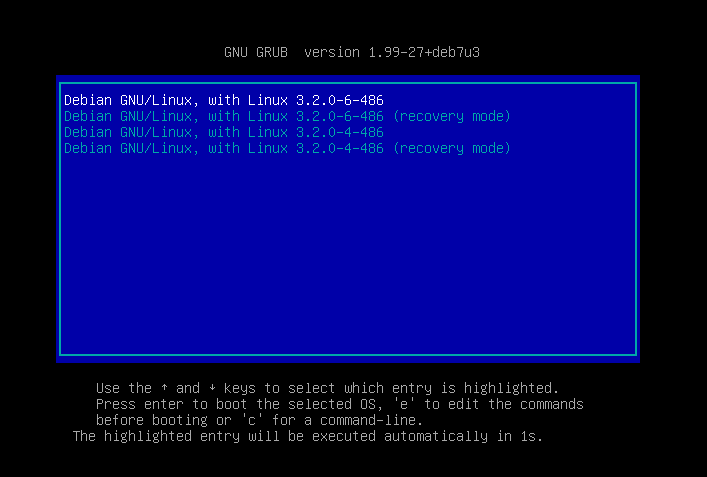 GNU GRUB  version 1.99-27+deb7u3
Debian GNU/Linux, with Linux 3.2.0-6-486
Debian GNU/Linux, with Linux 3.2.0-6-486 (recovery mode)
Debian GNU/Linux, with Linux 3.2.0-4-486
Debian GNU/Linux, with Linux 3.2.0-4-486 (recovery mode)
Use the ↑ and ↓ keys to select which entry is highlighted.
Press enter to boot the selected OS, 'e' to edit the commands
before booting or 'c' for a command-line.
The highlighted entry will be executed automatically in 1s.